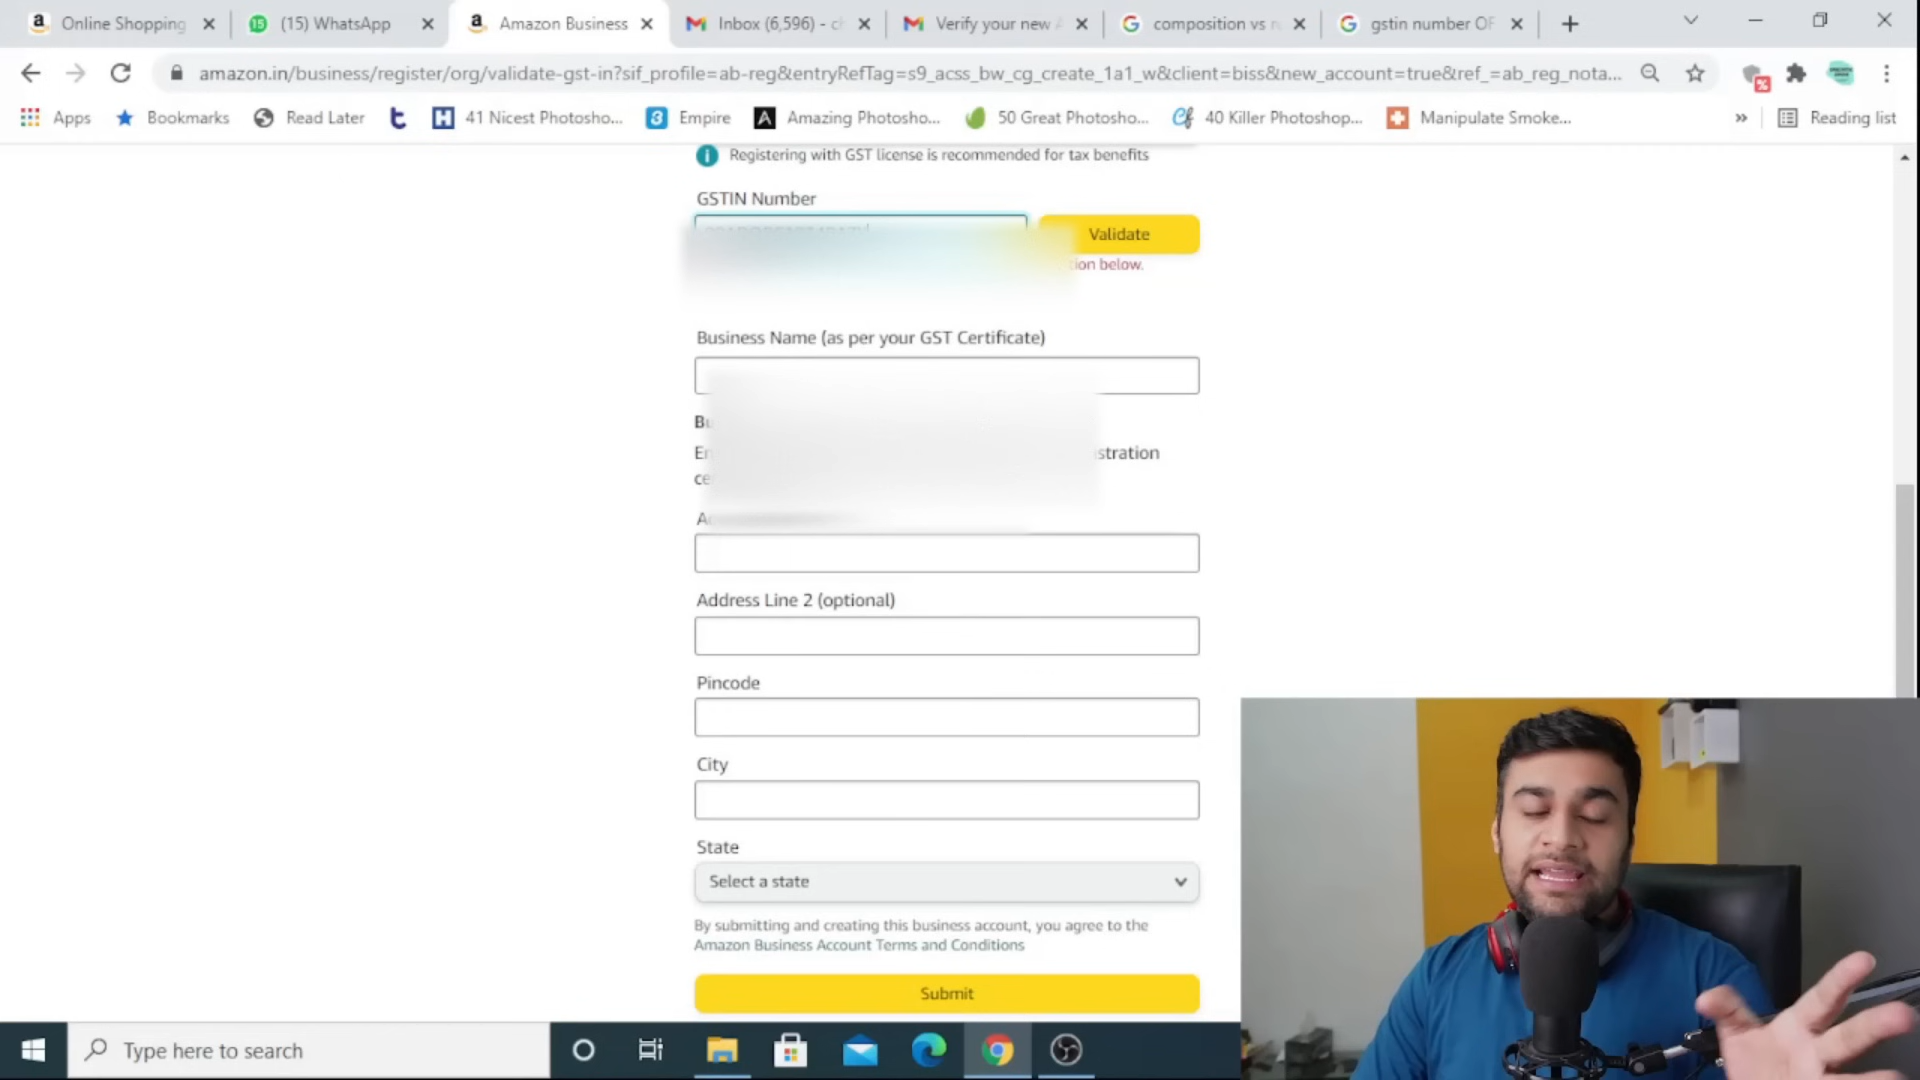 Online Shopping
(15) WhatsApp
Amazon Business
Inbox (6,596) - c
Verify your new
composition vs
gstin number OF
amazon.in/business/register/org/validate-gst-in?sif_profile=ab-reg&entryRefTag=s9_acss_bw_cg_create_1a1_w&client=biss&new_account=true&ref_=ab_reg_nota...
Apps
Bookmarks
Read Later
41 Nicest Photosho...
Empire
Amazing Photosho...
50 Great Photosho...
40 Killer Photoshop...
Manipulate Smoke...
»
Reading list
Registering with GST license is recommended for tax benefits
GSTIN Number
Validate
tion below.
Business Name (as per your GST Certificate)
Bu
En
stration
ce
Address Line 2 (optional)
Pincode
City
State
Select a state
By submitting and creating this business account, you agree to the
Amazon Business Account Terms and Conditions
Submit
Type here to search